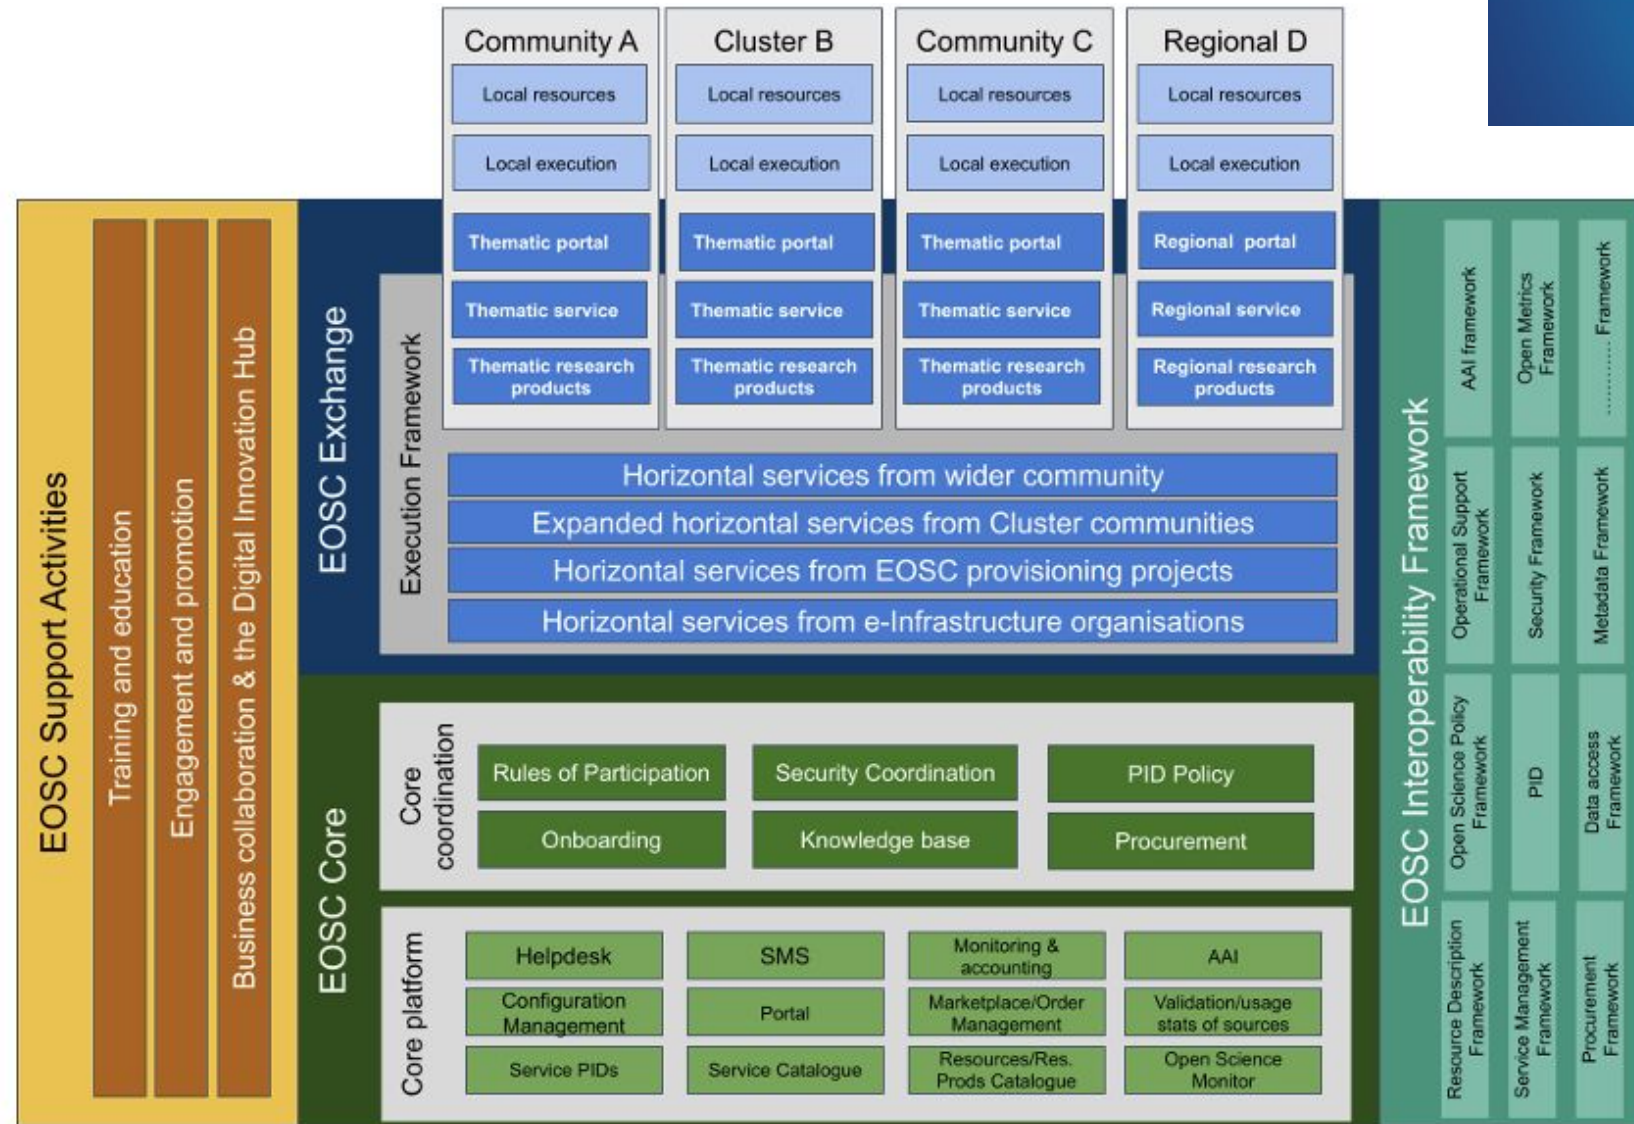 Community A
Cluster B
Community C
Regional D
Local resources
Local resources
Local resources
Local resources
Local execution
Local execution
Local execution
Local execution
Thematic portal
Thematic portal
Thematic portal
Regional portal
Thematic service
Thematic service
Thematic service
Regional service
Thematic research
products
Thematic research
products
Thematic research
products
Regional research
products
EOSC Support Activities
Training and education
Engagement and promotion
Business collaboration & the Digital Innovation Hub
EOSC Exchange
Execution Framework
Horizontal services from wider community
Expanded horizontal services from Cluster communities
Horizontal services from EOSC provisioning projects
Horizontal services from e-Infrastructure organisations
EOSC Core
Core
coordination
Rules of Participation
Security Coordination
PID Policy
Onboarding
Knowledge base
Procurement
Core platform
Helpdesk
SMS
Monitoring &
accounting
AAI
Configuration
Management
Portal
Marketplace/Order
Management
Validation/usage
stats of sources
Service PIDs
Service Catalogue
Resources/Res.
Prods Catalogue
Open Science
Monitor
EOSC Interoperability Framework
AAI framework
Open Metrics
Framework
........... Framework
Operational Support
Framework
Security Framework
Metadata Framework
Open Science Policy
Framework
PID
Data access
Framework
Resource Description
Framework
Service Management
Framework
Procurement
Framework